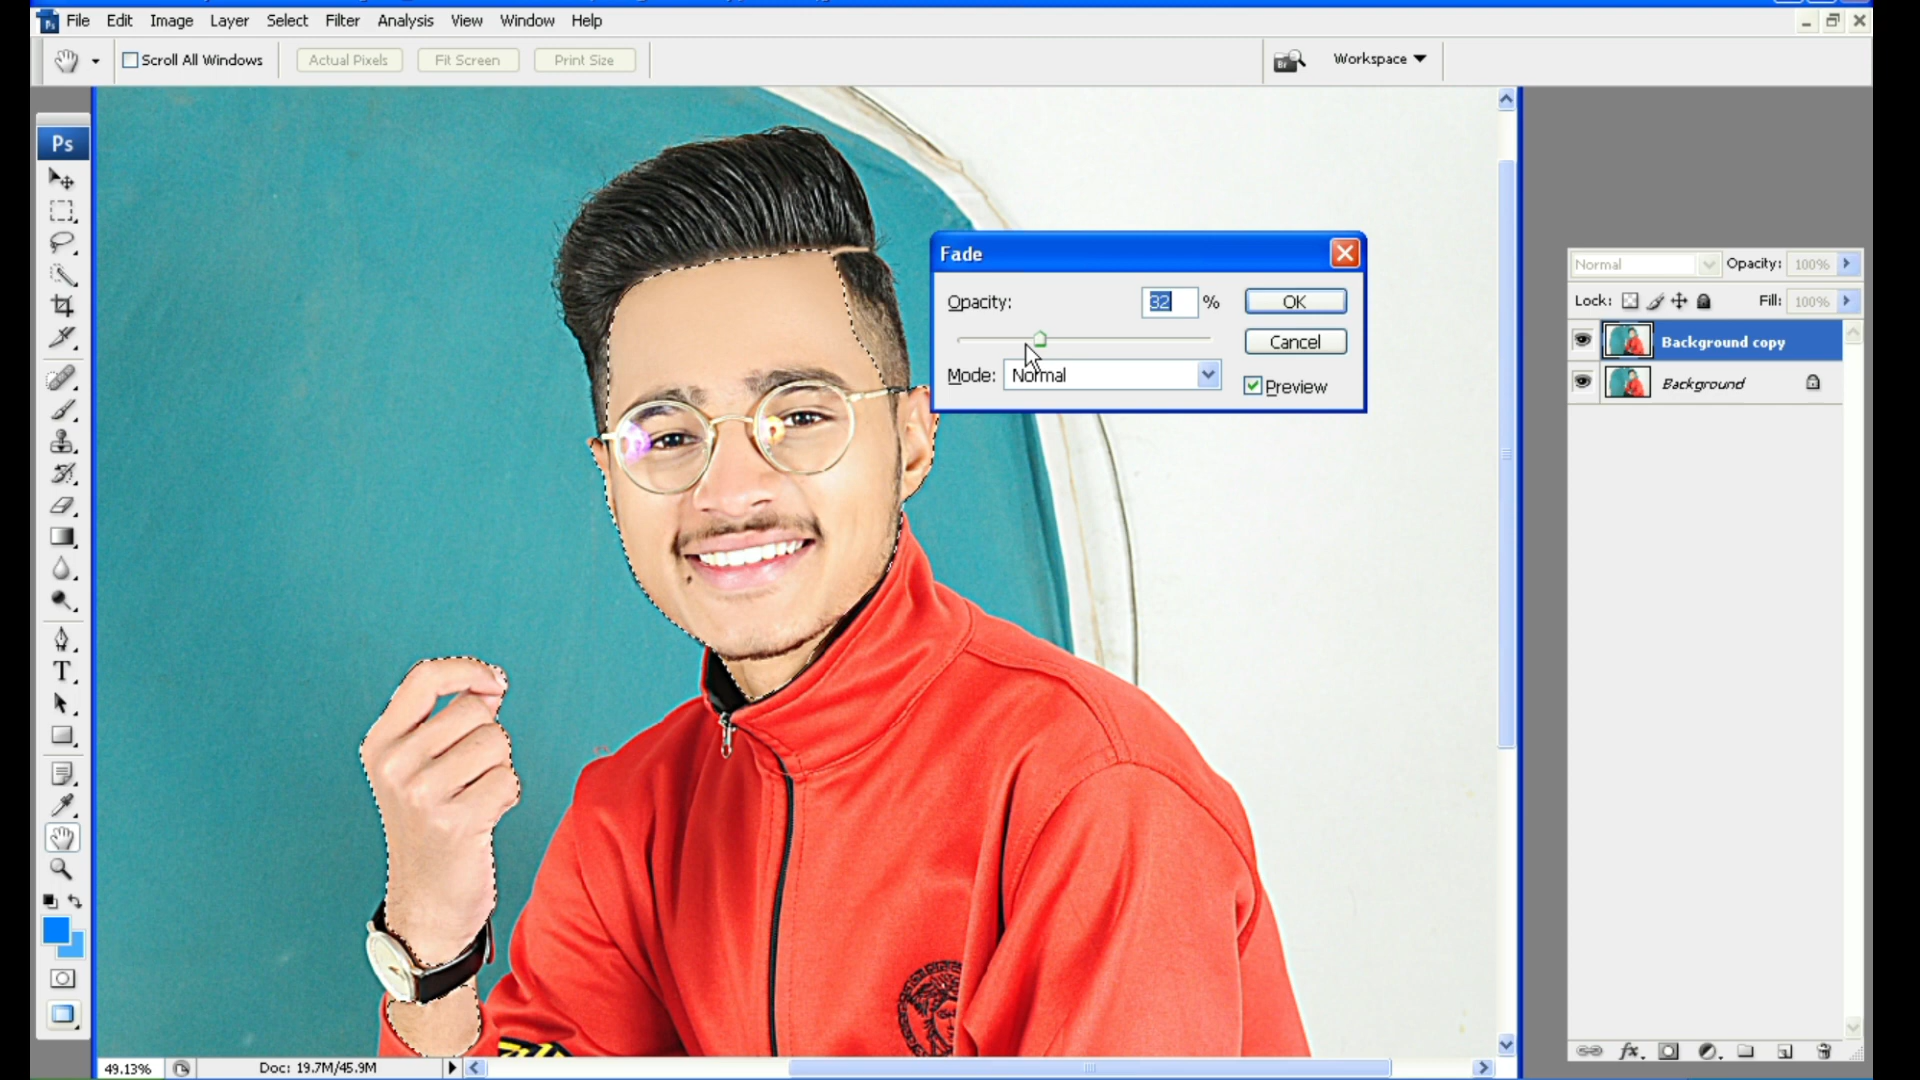 File Edit Image Layer Select Filter Analysis View Window Help
Scroll All Windows Actual Pixels Fit Screen Print Size Workspace
Ps
Fade
Opacity: 32 % OK
Cancel
Mode: Normal Preview
Normal Opacity: 100%
Lock: Fill: 100%
Background copy
Background
T
fx
49.13% Doc: 19.7M/45.9M